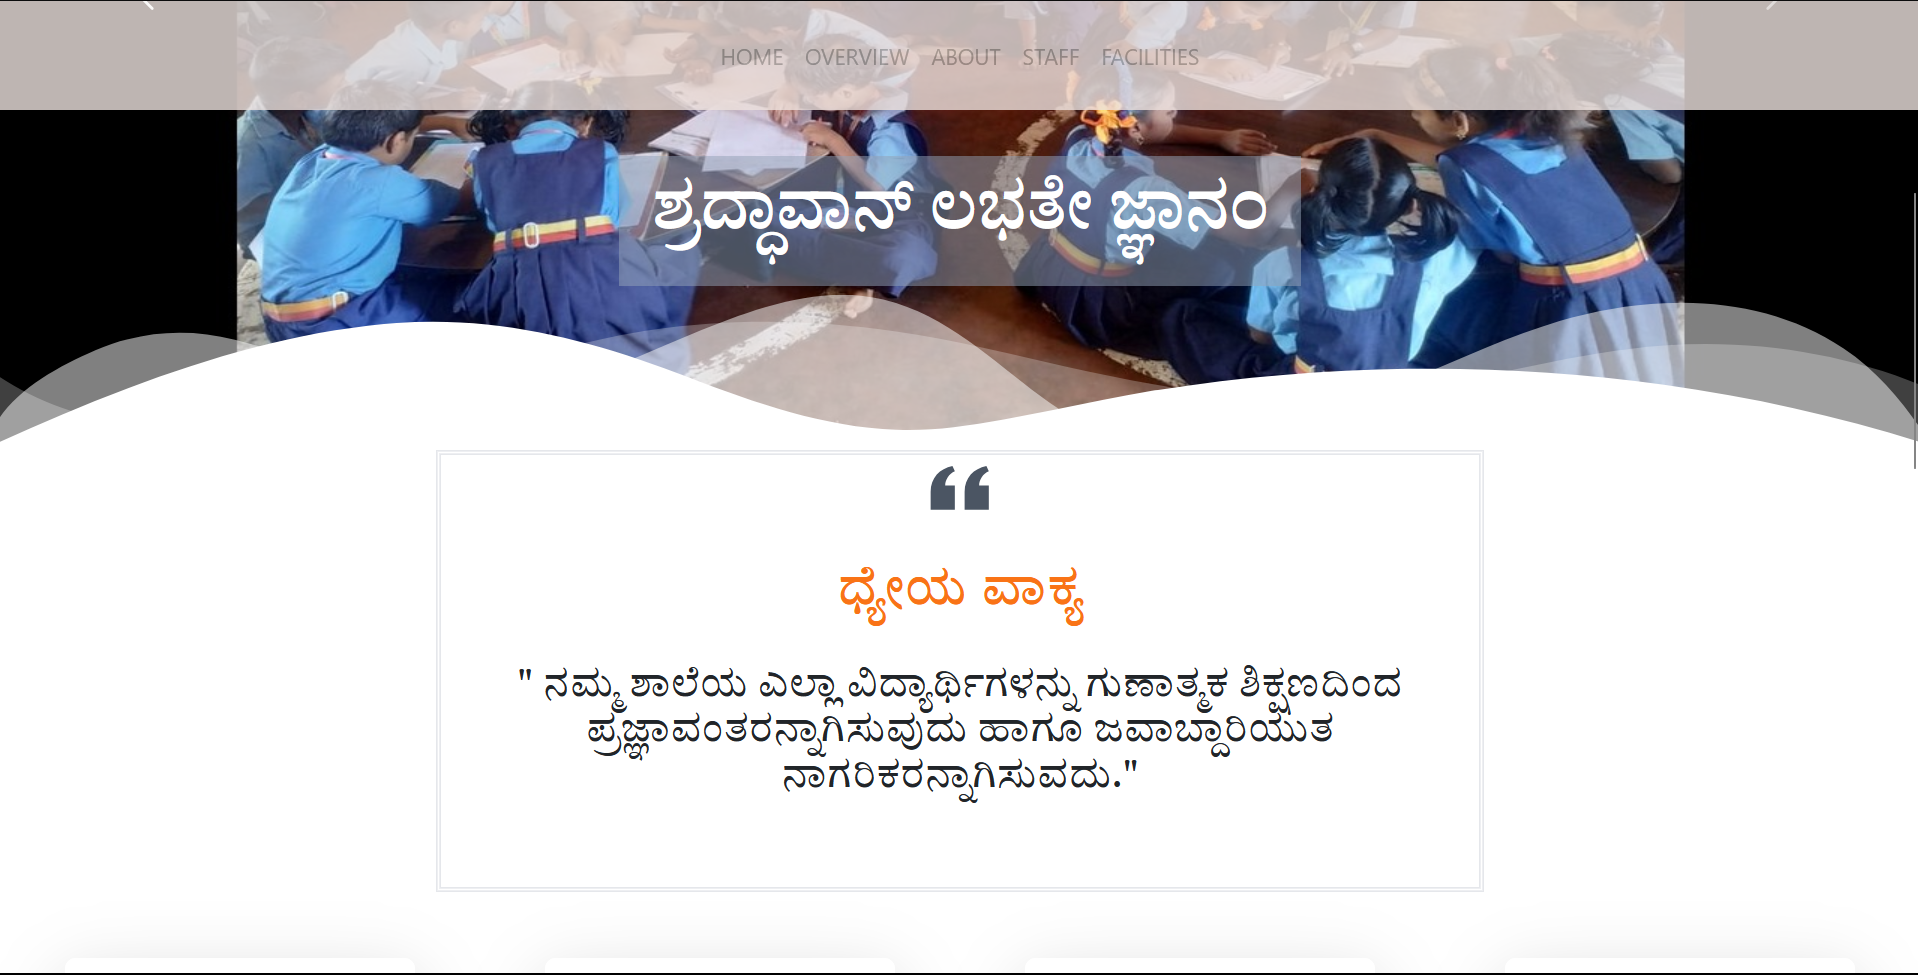 HOME OVERVIEW ABOUT STAFF FACILITIES
ಶ್ರದ್ಧಾವಾನ್ ಲಭತೇ ಜ್ಞಾನಂ
ಧ್ಯೇಯ ವಾಕ್ಯ
" ನಮ್ಮ ಶಾಲೆಯ ಎಲ್ಲಾ ವಿದ್ಯಾರ್ಥಿಗಳನ್ನು ಗುಣಾತ್ಮಕ ಶಿಕ್ಷಣದಿಂದ
ಪ್ರಜ್ಞಾವಂತರನ್ನಾಗಿಸುವುದು ಹಾಗೂ ಜವಾಬ್ದಾರಿಯುತ
ನಾಗರಿಕರನ್ನಾಗಿಸುವದು."